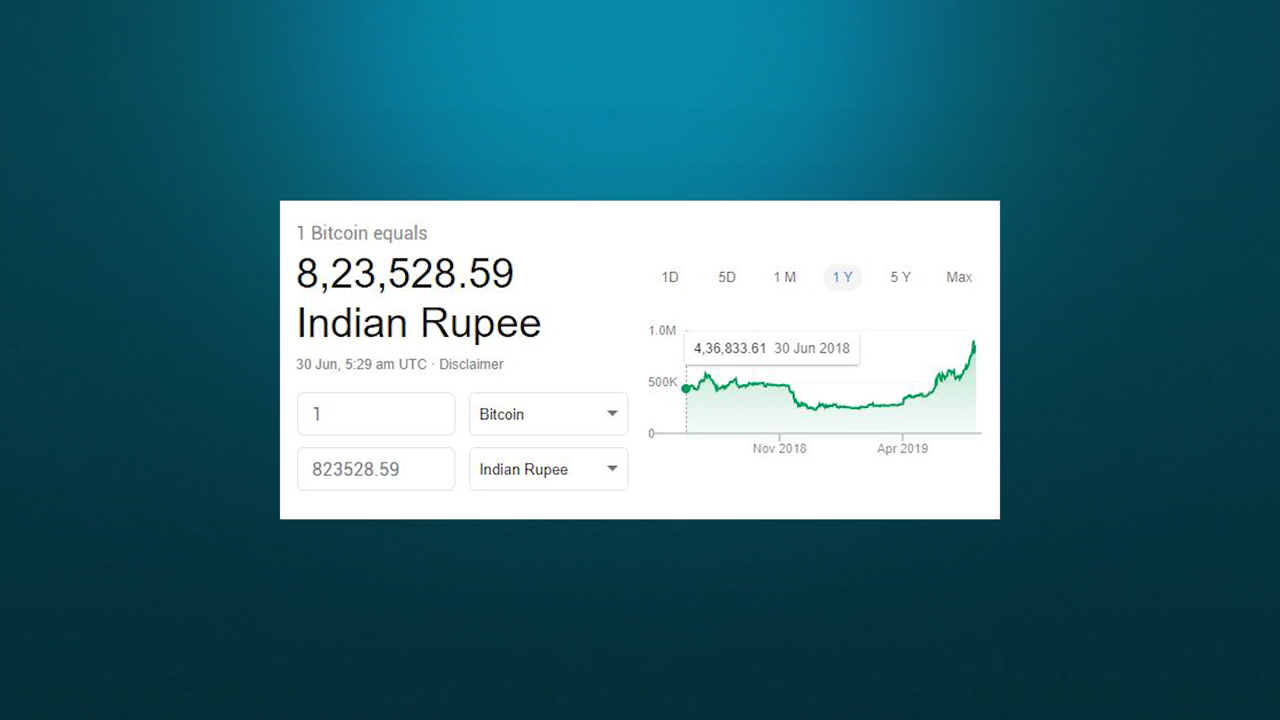 1 Bitcoin equals
8,23,528.59
Indian Rupee
30 Jun, 5:29 am UTC · Disclaimer
1 Bitcoin
823528.59 Indian Rupee
1D 5D 1 M 1 Y 5 Y Max
1.0M
4,36,833.61 30 Jun 2018
500K
0
Nov 2018 Apr 2019